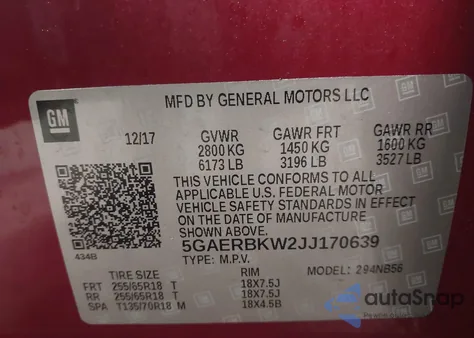 GM
MFD BY GENERAL MOTORS LLC
12/17 GVWR GAWR FRT GAWR RR
2800 KG 1450 KG 1600 KG
6173 LB 3196 LB 3527 LB
THIS VEHICLE CONFORMS TO ALL
APPLICABLE U.S. FEDERAL MOTOR
VEHICLE SAFETY STANDARDS IN EFFECT
ON THE DATE OF MANUFACTURE
SHOWN ABOVE.
434B 5GAERBKW2JJ170639
TYPE: M.P.V. MODEL: 294NB56
TIRE SIZE RIM
FRT 255/65R18 T 18X7.5J
RR 255/65R18 T 18X7.5J
SPA T135/70R18 M 18X4.5B
autoSnap